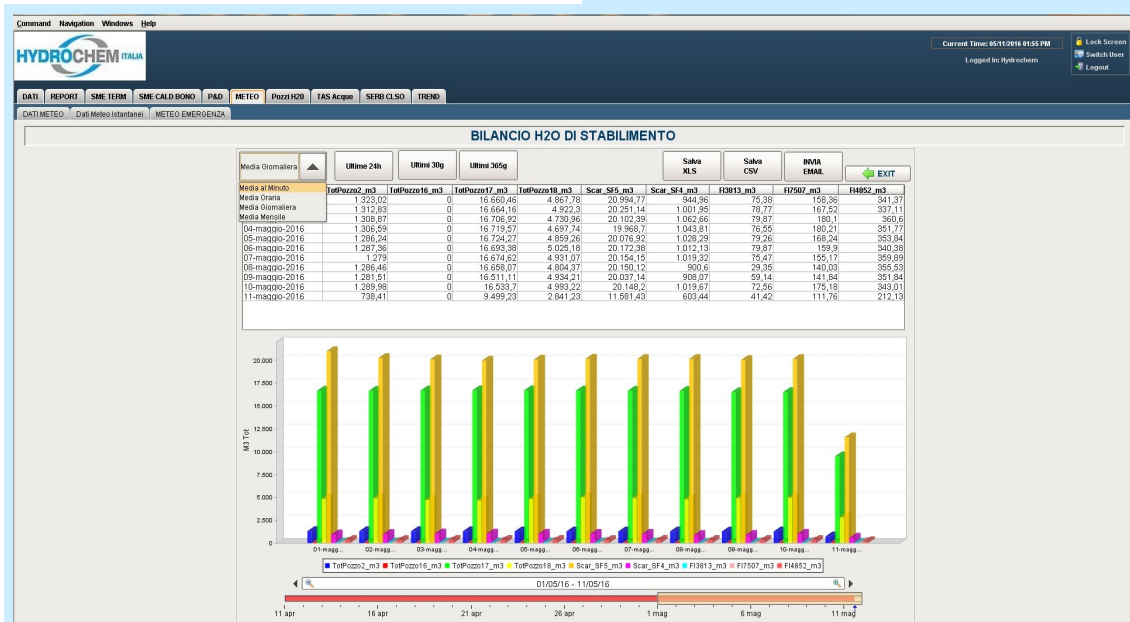 Command Navigation Windows Help
HYDROCHEM ITALIA
Current Time: 05/11/2016 01:55 PM
Logged In: Hydrochem
Lock Screen
Switch User
Logout
DATI REPORT SME TERM SME CALD BONO P&D METEO Pozzi H20 TAS Acque SERB CLSO TREND
DATI METEO Dati Meteo Istantanei METEO EMERGENZA
BILANCIO H2O DI STABILIMENTO
Media Giornaliera Ultime 24h Ultimi 30g Ultimi 365g Salva XLS Salva CSV INVIA EMAIL EXIT
Media al Minuto
Media Oraria
Media Giornaliera
Media Mensile
TotPozzo2_m3 TotPozzo16_m3 TotPozzo17_m3 TotPozzo18_m3 Scar_SF5_m3 Scar_SF4_m3 FI3813_m3 FI7507_m3 FI4852_m3
1.323,02 0 16.660,46 4.867,78 20.994,77 944,96 75,38 158,36 341,37
1.312,83 0 16.664,16 4.922,3 20.251,14 1.001,95 78,77 167,52 337,11
1.308,87 0 16.706,92 4.730,96 20.102,39 1.062,66 79,87 180,1 360,6
04-maggio-2016 1.306,59 0 16.719,57 4.697,74 19.968,7 1.043,81 76,55 180,21 351,77
05-maggio-2016 1.286,24 0 16.724,27 4.859,26 20.076,92 1.028,29 79,26 168,24 353,84
06-maggio-2016 1.287,36 0 16.693,38 5.025,18 20.172,38 1.012,13 79,87 159,9 340,38
07-maggio-2016 1.279 0 16.674,62 4.931,07 20.154,15 1.019,32 75,47 155,17 359,89
08-maggio-2016 1.286,46 0 16.658,07 4.804,37 20.150,12 900,6 29,35 140,03 355,53
09-maggio-2016 1.281,51 0 16.511,11 4.934,21 20.037,14 908,07 59,14 141,84 351,84
10-maggio-2016 1.289,98 0 16.533,7 4.993,22 20.148,2 1.019,67 72,56 175,18 343,01
11-maggio-2016 738,41 0 9.499,23 2.841,23 11.581,43 603,44 41,42 111,76 212,13
M3 Tot
20.000
17.500
15.000
12.500
10.000
7.500
5.000
2.500
0
01-magg... 02-magg... 03-magg... 04-magg... 05-magg... 06-magg... 07-magg... 08-magg... 09-magg... 10-magg... 11-magg...
TotPozzo2_m3 TotPozzo16_m3 TotPozzo17_m3 TotPozzo18_m3 Scar_SF5_m3 Scar_SF4_m3 FI3813_m3 FI7507_m3 FI4852_m3
01/05/16 - 11/05/16
11 apr 16 apr 21 apr 26 apr 1 mag 6 mag 11 mag